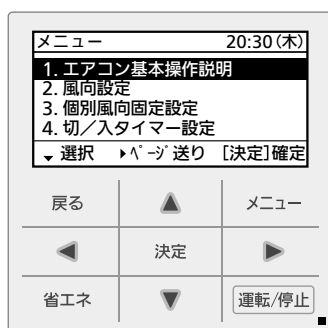 メニュー 20:30(木)
1. エアコン基本操作説明
2. 風向設定
3. 個別風向固定設定
4. 切／入タイマー設定
選択 ﾍﾟｰｼﾞ送り [決定]確定
戻る メニュー
決定
省エネ 運転/停止